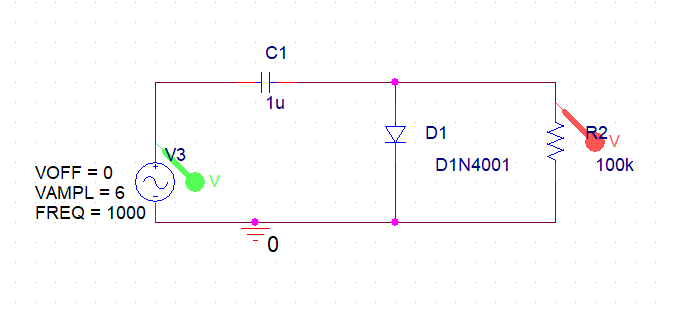 C1
1u
V3
VOFF = 0
VAMPL = 6
FREQ = 1000
V
0
D1
D1N4001
R2
V
100k